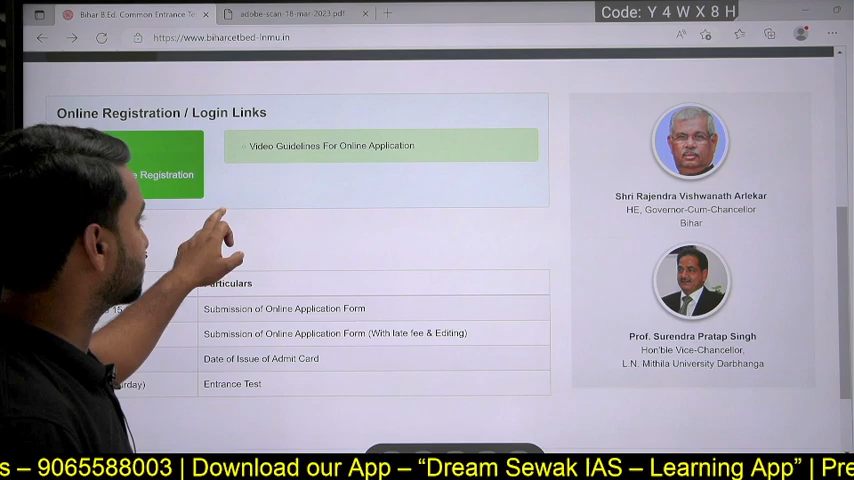 Code: Y 4 W X 8 H
Bihar B.Ed. Common Entrance Te
adobe-scan-18-mar-2023.pdf
https://www.biharcetbed-lnmu.in
Online Registration / Login Links
Registration
Video Guidelines For Online Application
Shri Rajendra Vishwanath Arlekar
HE, Governor-Cum-Chancellor
Bihar
Particulars
Submission of Online Application Form
Submission of Online Application Form (With late fee & Editing)
Date of Issue of Admit Card
Entrance Test
Prof. Surendra Pratap Singh
Hon'ble Vice-Chancellor,
L.N. Mithila University Darbhanga
s – 9065588003 | Download our App – “Dream Sewak IAS – Learning App” | Pre